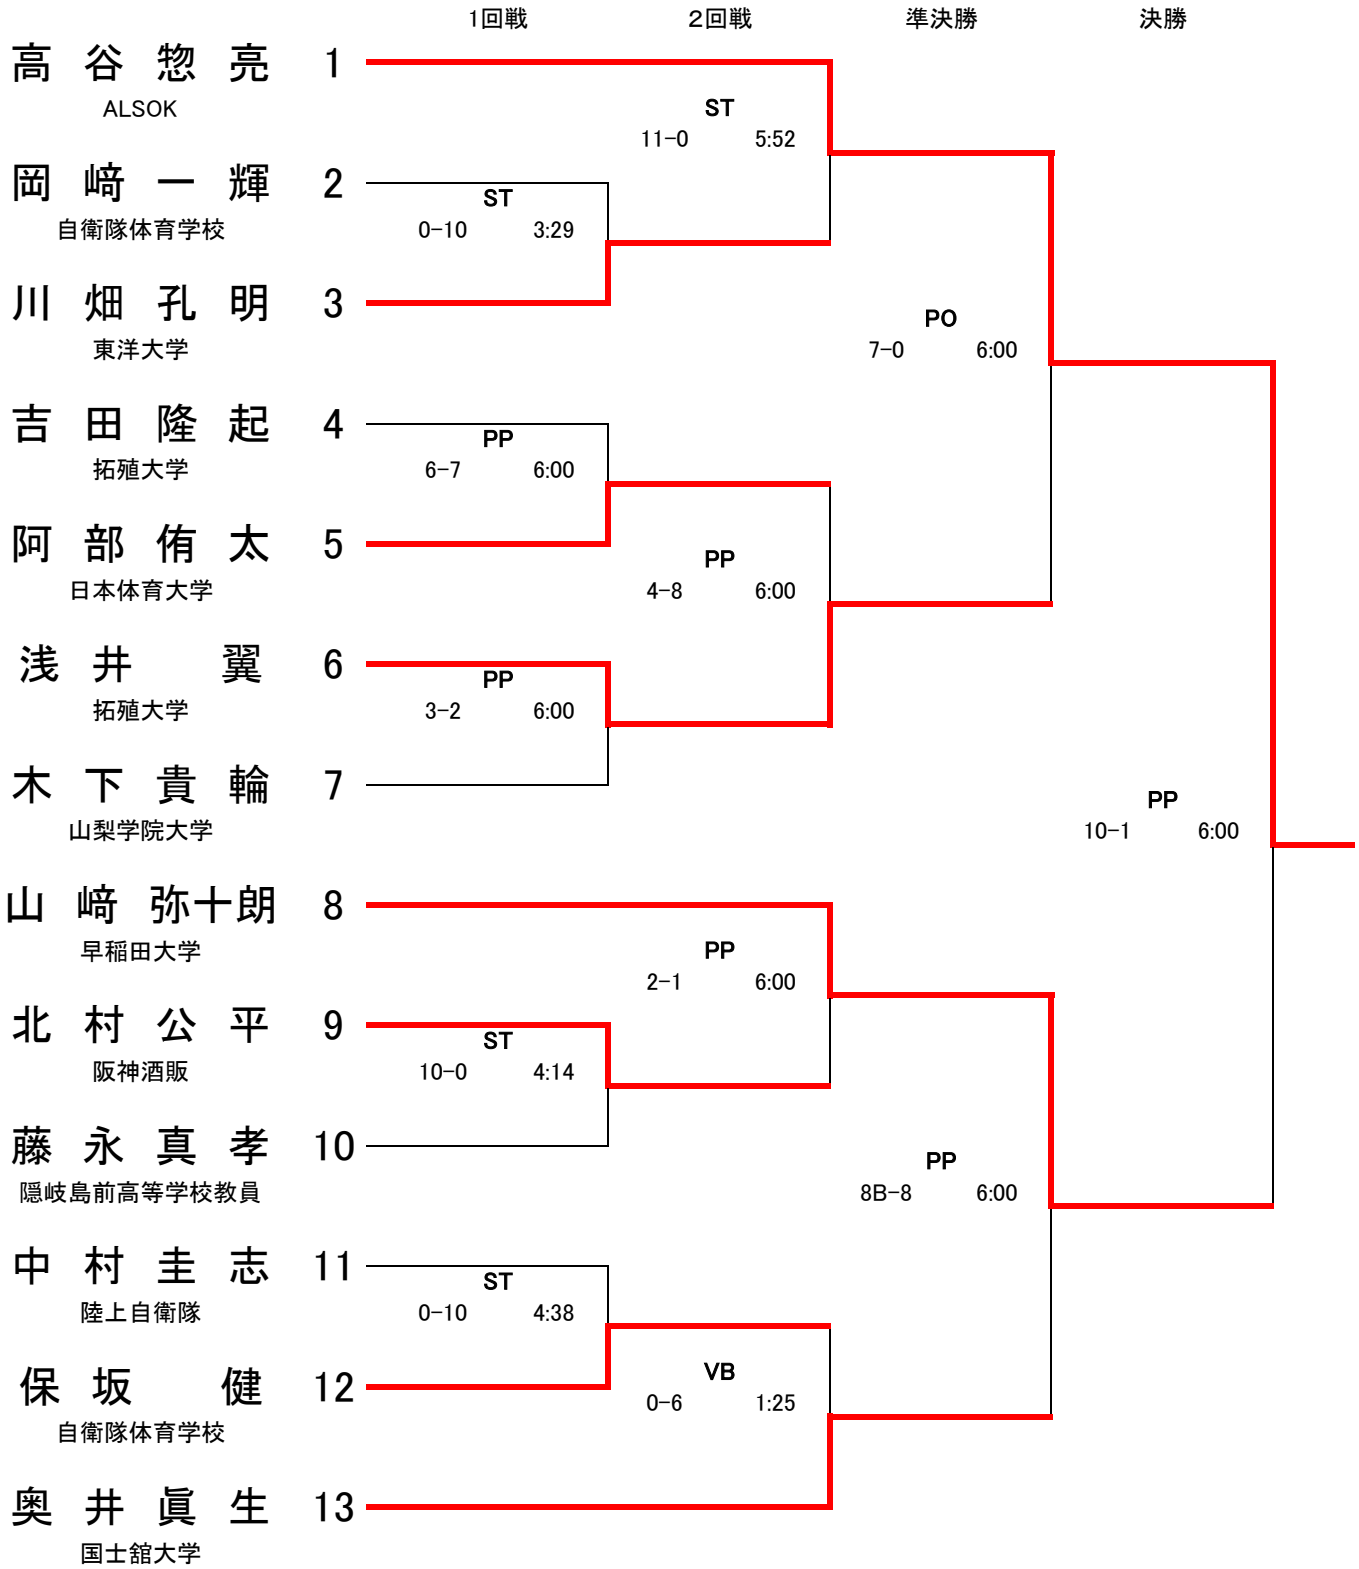 1回戦 2回戦 準決勝 決勝
高谷惣亮 1
ALSOK
ST
11-0 5:52
岡﨑一輝 2
自衛隊体育学校
ST
0-10 3:29
川畑孔明 3
東洋大学
PO
7-0 6:00
吉田隆起 4
拓殖大学
PP
6-7 6:00
阿部侑太 5
日本体育大学
PP
4-8 6:00
浅井翼 6
拓殖大学
PP
3-2 6:00
木下貴輪 7
山梨学院大学
PP
10-1 6:00
山﨑弥十朗 8
早稲田大学
PP
2-1 6:00
北村公平 9
阪神酒販
ST
10-0 4:14
藤永真孝 10
隠岐島前高等学校教員
PP
8B-8 6:00
中村圭志 11
陸上自衛隊
ST
0-10 4:38
保坂健 12
自衛隊体育学校
VB
0-6 1:25
奥井眞生 13
国士舘大学